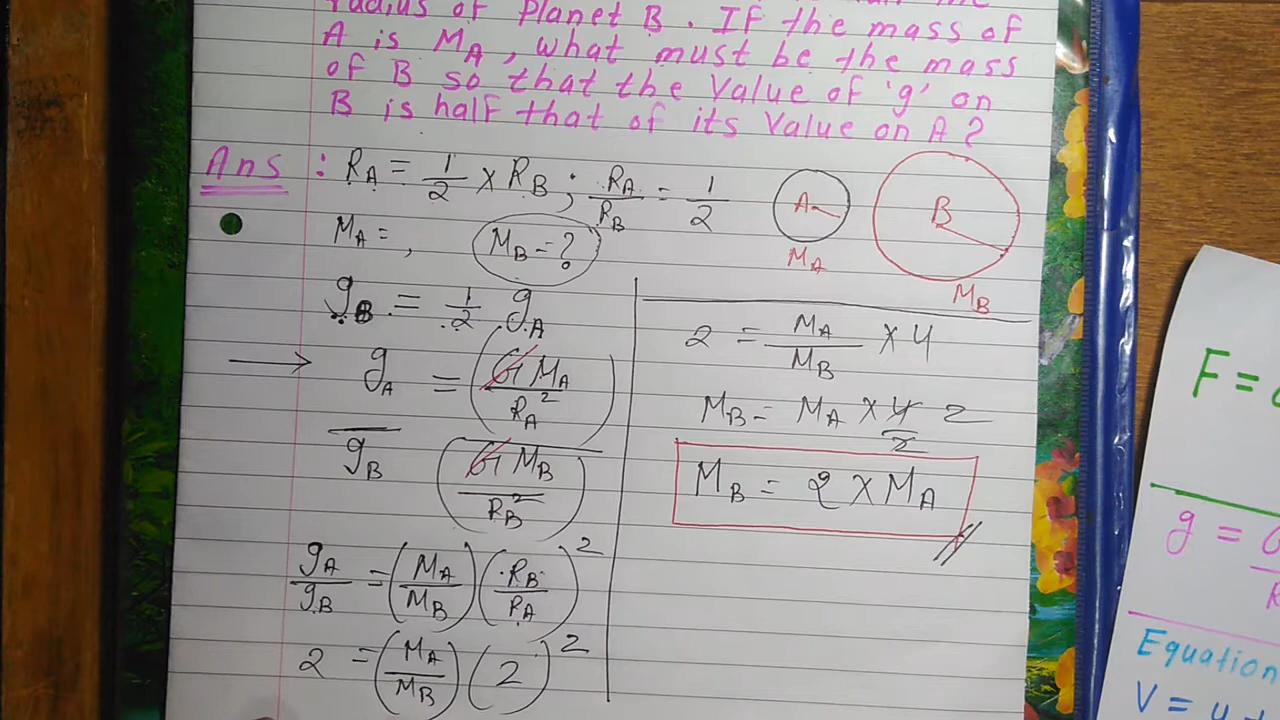 radius of Planet B. If the mass of
A is MA, what must be the mass
of B so that the Value of 'g' on
B is half that of its Value on A?
Ans : RA = 1/2 × RB ; RA/RB = 1/2
A
B
MA = , MB = ?
MA
MB
gB = 1/2 gA
→ gA/gB = (G MA/RA²)/(G MB/RB²)
gA/gB = (MA/MB)(RB/RA)²
2 = (MA/MB)(2)²
2 = MA/MB × 4
MB = MA × 4/2 2
MB = 2 × MA
F =
g =
Equation
V = u +